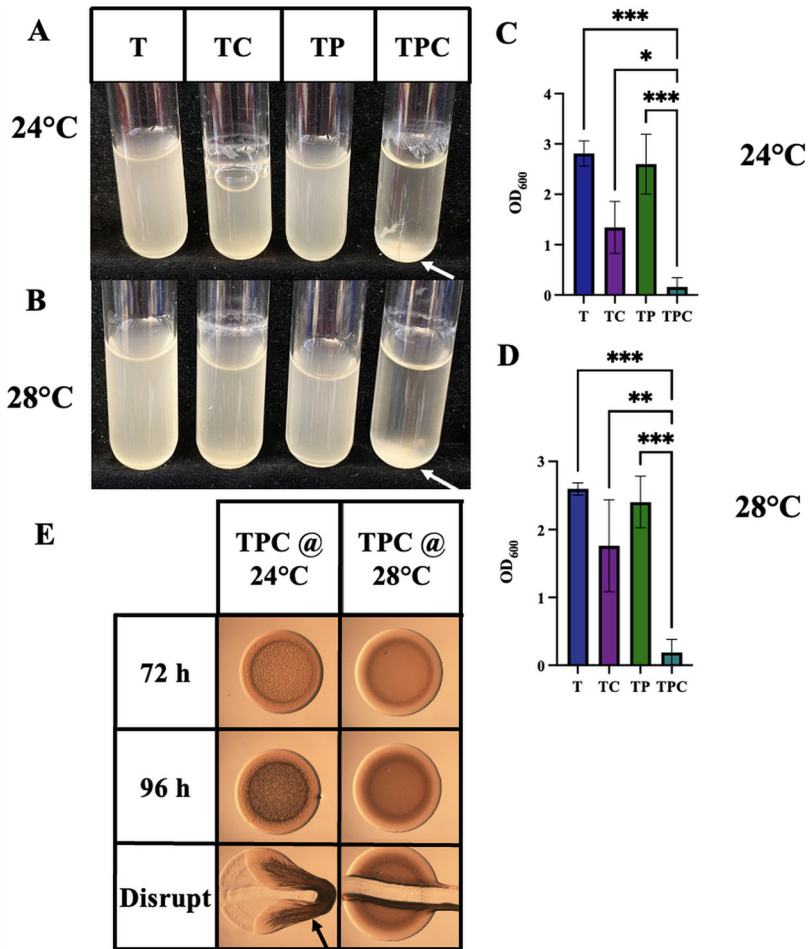 A
T TC TP TPC
24°C
B
28°C
C
***
*
***
4
3
2
1
0
OD600
T TC TP TPC
24°C
D
***
**
***
3
2
1
0
OD600
T TC TP TPC
28°C
E
TPC @
24°C
TPC @
28°C
72 h
96 h
Disrupt